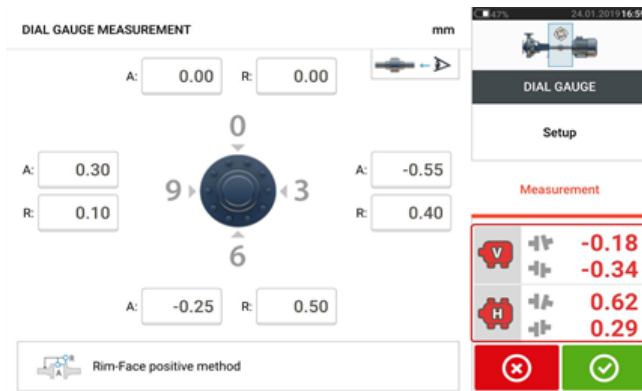 DIAL GAUGE MEASUREMENT mm
A: 0.00 R: 0.00
0
A: 0.30
R: 0.10
9
3
A: -0.55
R: 0.40
6
A: -0.25 R: 0.50
A R
Rim-Face positive method
47% 24.01.2019 16:59
DIAL GAUGE
Setup
Measurement
V -0.18
-0.34
H 0.62
0.29